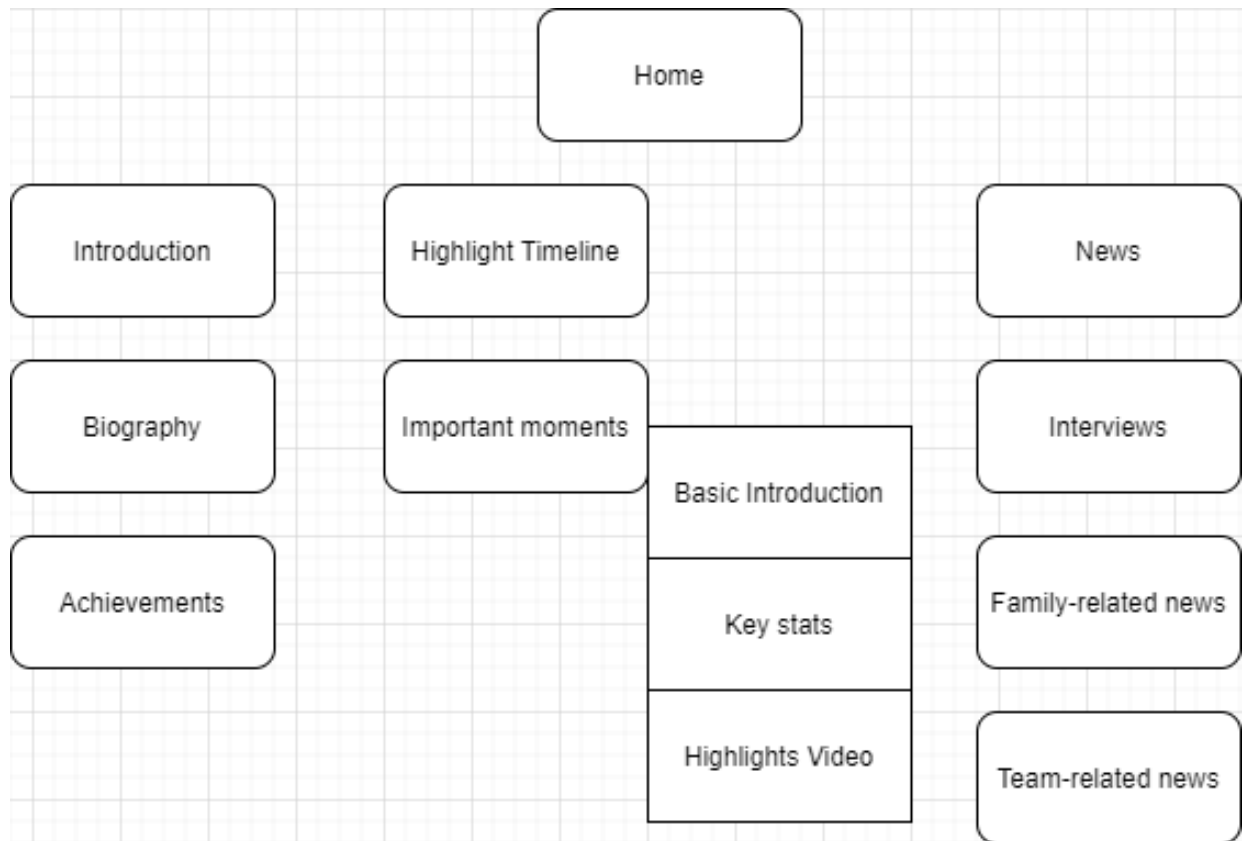 Home
Introduction
Highlight Timeline
News
Biography
Important moments
Interviews
Basic Introduction
Achievements
Key stats
Family-related news
Highlights Video
Team-related news